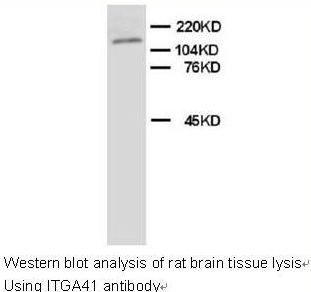 220KD
104KD
76KD
45KD
Western blot analysis of rat brain tissue lysis↵
Using ITGA41 antibody↵